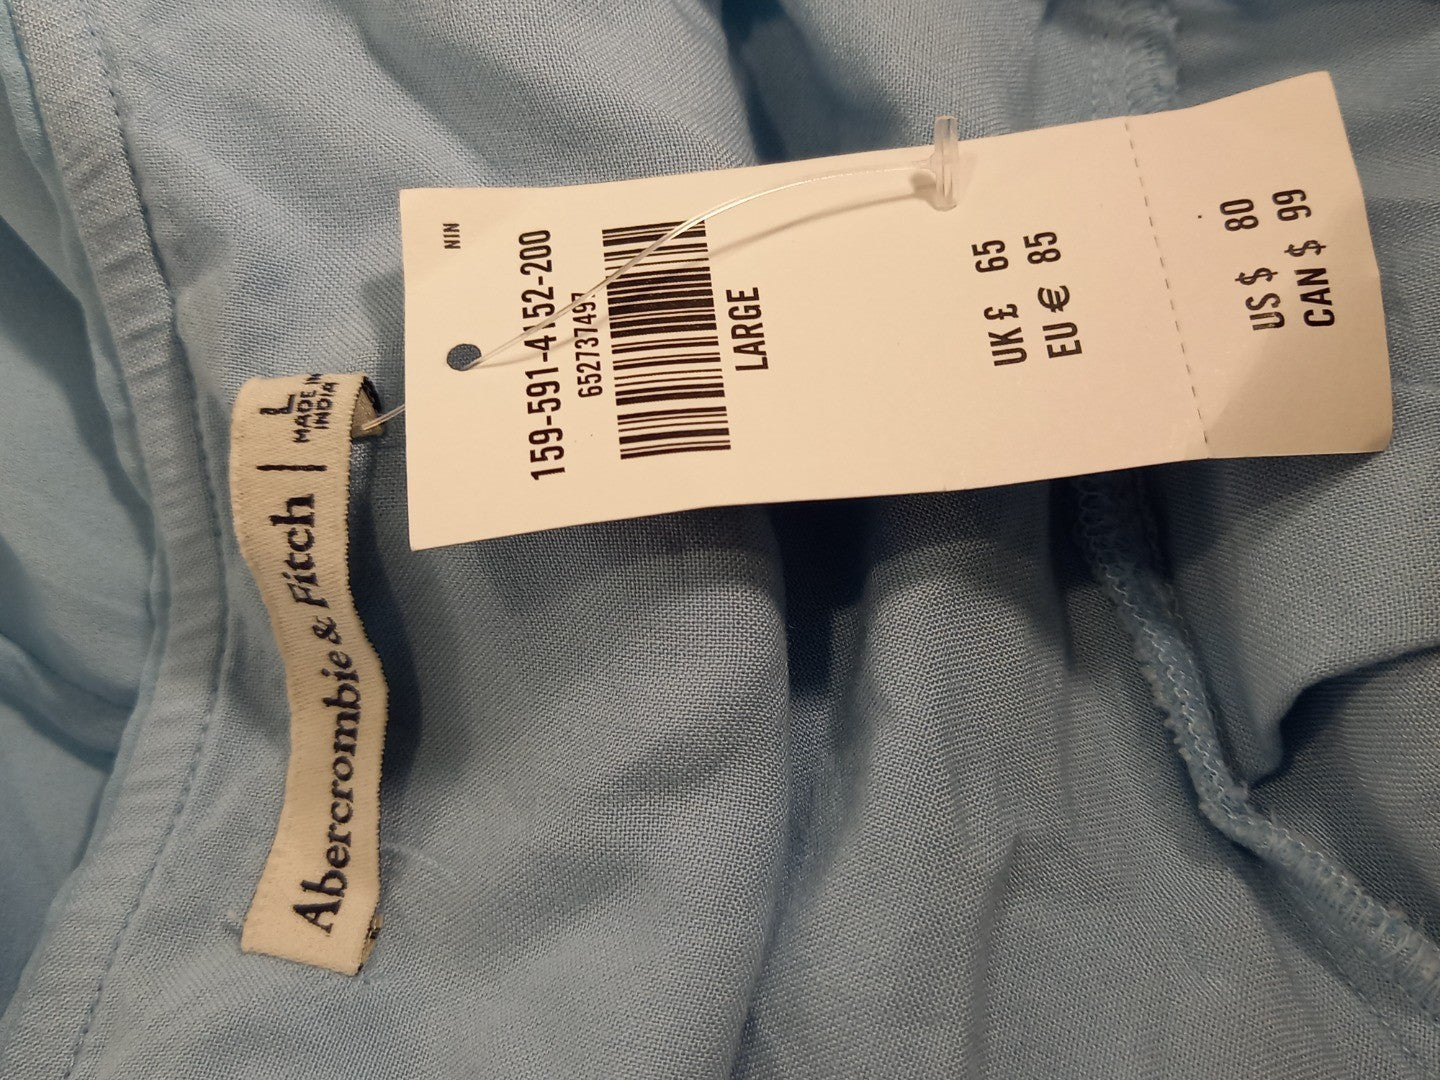 NIN
159-591-4152-200
652737497
LARGE
UK £ 65
EU € 85
US $ 80
CAN $ 99
Abercrombie & Fitch | L
MADE IN
INDIA